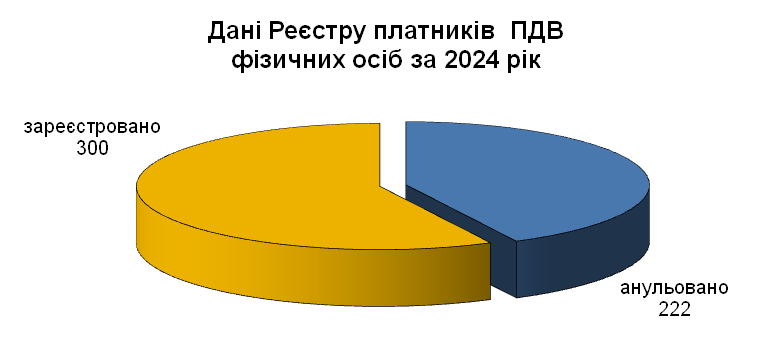 Дані Реєстру платників ПДВ
фізичних осіб за 2024 рік
зареєстровано
300
анульовано
222